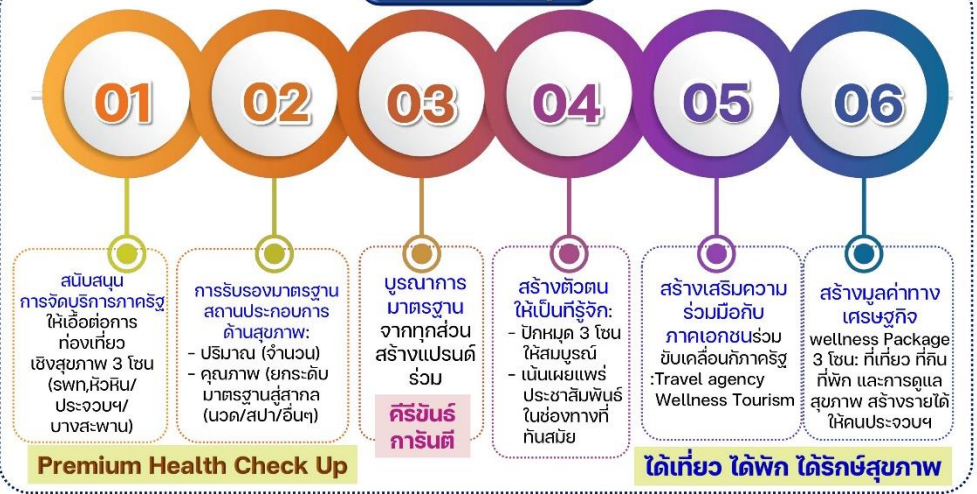 01
02
03
04
05
06
สนับสนุน
การจัดบริการภาครัฐ
ให้เอื้อต่อการ
ท่องเที่ยว
เชิงสุขภาพ 3 โซน
(รพท,หัวหิน/
ประจวบฯ/
บางสะพาน)
การรับรองมาตรฐาน
สถานประกอบการ
ด้านสุขภาพ:
- ปริมาณ (จำนวน)
- คุณภาพ (ยกระดับ
มาตรฐานสู่สากล
(นวด/สปา/อื่นๆ)
บูรณาการ
มาตรฐาน
จากทุกส่วน
สร้างแปรนด์
ร่วม
คีรีขันธ์
การันตี
สร้างตัวตน
ให้เป็นที่รู้จัก:
- ปักหมุด 3 โซน
ให้สมบูรณ์
- เน้นเผยแพร่
ประชาสัมพันธ์
ในช่องทางที่
ทันสมัย
สร้างเสริมความ
ร่วมมือกับ
ภาคเอกชนร่วม
ขับเคลื่อนกัภาครัฐ
:Travel agency
Wellness Tourism
สร้างมูลค่าทาง
เศรษฐกิจ
wellness Package
3 โซน: ที่เที่ยว ที่กิน
ที่พัก และการดูแล
สุขภาพ สร้างรายได้
ให้คนประจวบฯ
Premium Health Check Up
ได้เที่ยว ได้พัก ได้รักษ์สุขภาพ